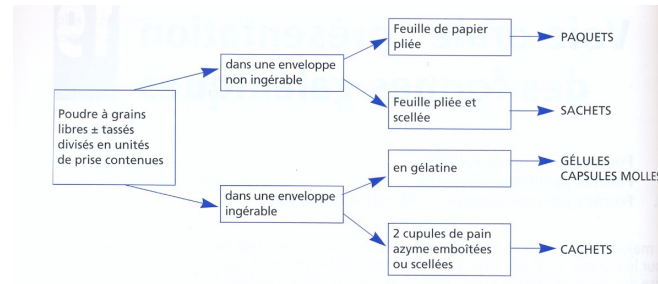 Feuille de papier
pliée
PAQUETS
dans une enveloppe
non ingérable
Feuille pliée et
scellée
SACHETS
Poudre à grains
libres ± tassés
divisés en unités
de prise contenues
en gélatine
GÉLULES
CAPSULES MOLLES
dans une enveloppe
ingérable
2 cupules de pain
azyme emboîtées
ou scellées
CACHETS